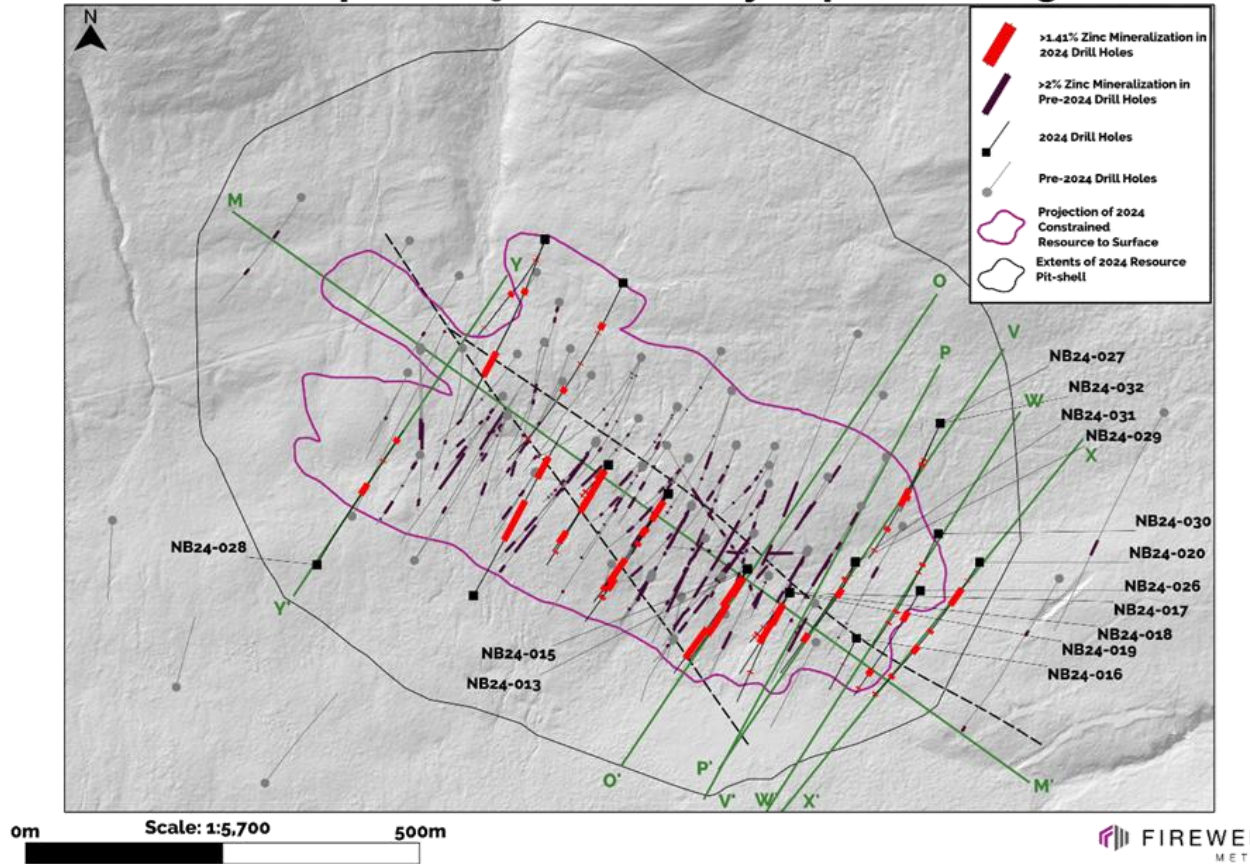 N
>1.41% Zinc Mineralization in
2024 Drill Holes
>2% Zinc Mineralization in
Pre-2024 Drill Holes
2024 Drill Holes
Pre-2024 Drill Holes
Projection of 2024
Constrained
Resource to Surface
Extents of 2024 Resource
Pit-shell
M
Y
O
V
P
NB24-027
NB24-032
W
NB24-031
NB24-029
X
NB24-030
NB24-028
NB24-020
NB24-026
Y'
NB24-017
NB24-018
NB24-015
NB24-019
NB24-016
NB24-013
O'
P'
M'
V'
W'
X'
0m
Scale: 1:5,700
500m
FIREWE
MET